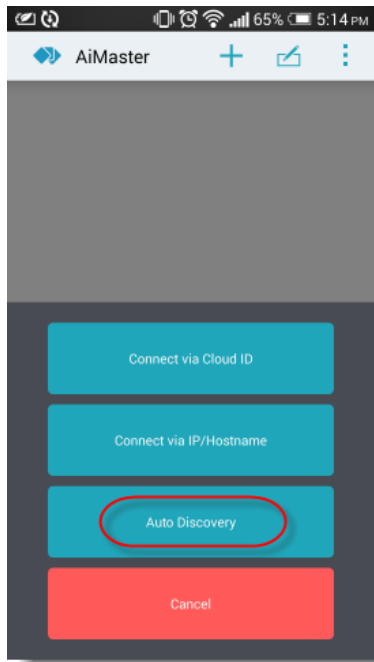 65% 5:14 PM
AiMaster
Connect via Cloud ID
Connect via IP/Hostname
Auto Discovery
Cancel